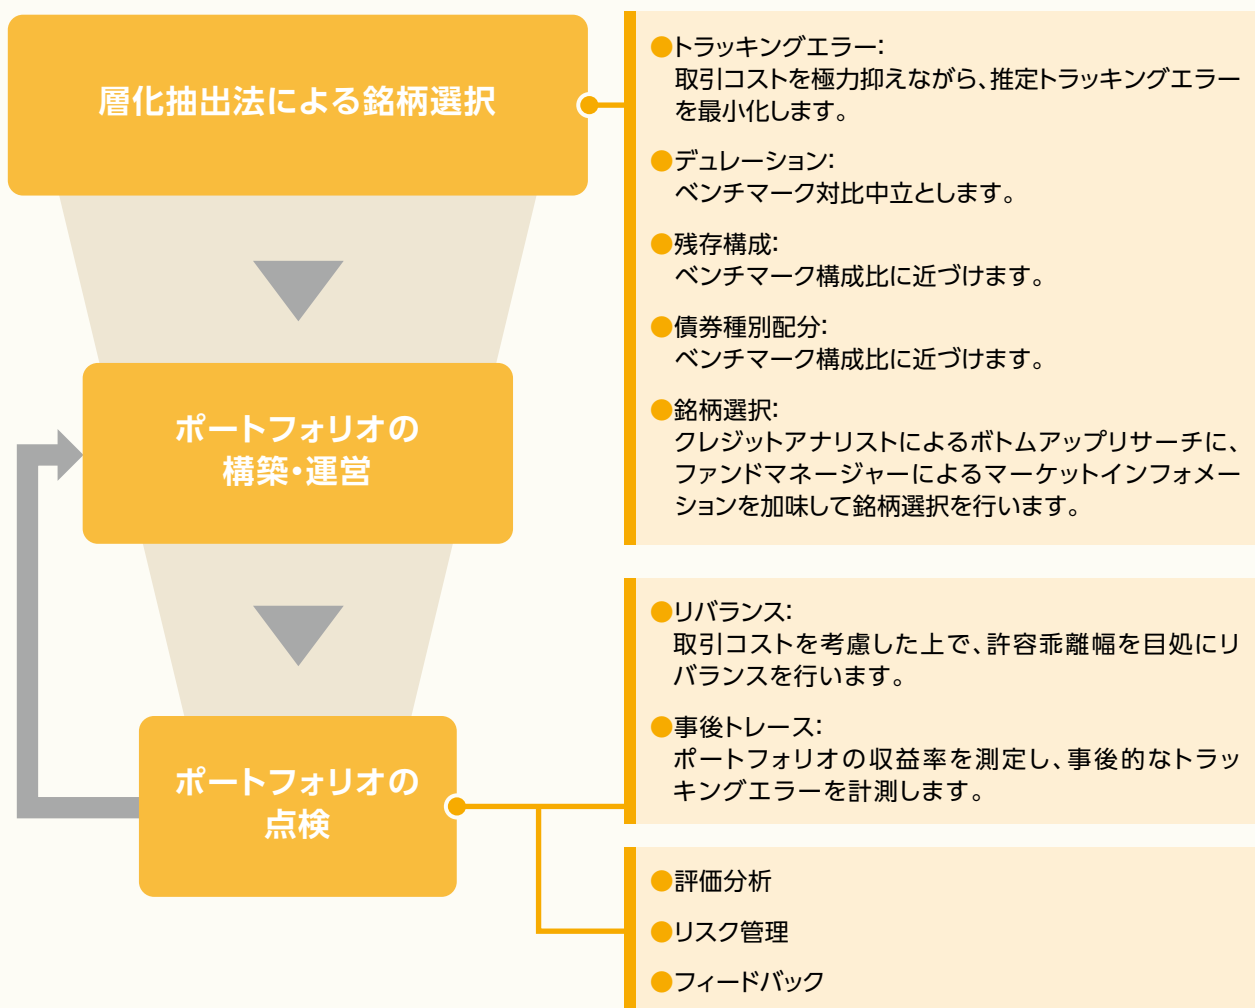 層化抽出法による銘柄選択
●トラッキングエラー:
取引コストを極力抑えながら、推定トラッキングエラー
を最小化します。
●デュレーション:
ベンチマーク対比中立とします。
●残存構成:
ベンチマーク構成比に近づけます。
●債券種別配分:
ベンチマーク構成比に近づけます。
●銘柄選択:
クレジットアナリストによるボトムアップリサーチに、
ファンドマネージャーによるマーケットインフォメー
ションを加味して銘柄選択を行います。
ポートフォリオの
構築・運営
●リバランス:
取引コストを考慮した上で、許容乖離幅を目処にリ
バランスを行います。
●事後トレース:
ポートフォリオの収益率を測定し、事後的なトラッ
キングエラーを計測します。
ポートフォリオの
点検
●評価分析
●リスク管理
●フィードバック